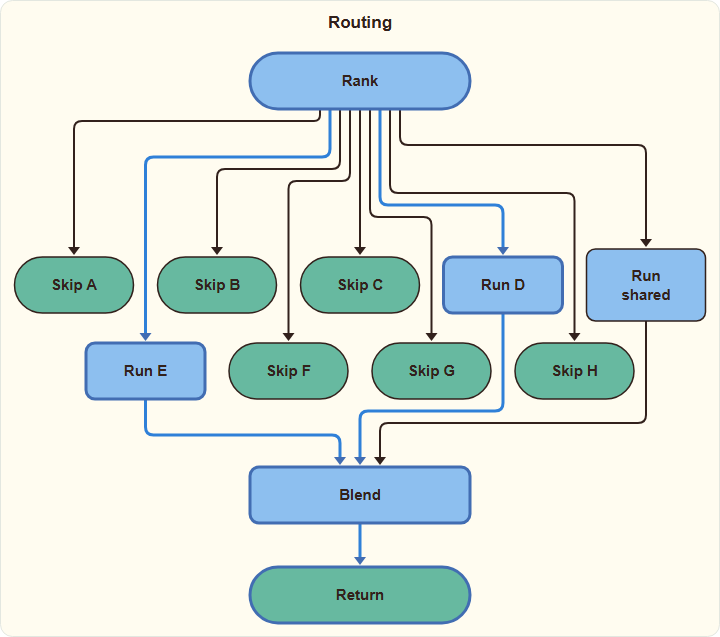 Routing
Rank
Skip A
Skip B
Skip C
Run D
Run
shared
Run E
Skip F
Skip G
Skip H
Blend
Return